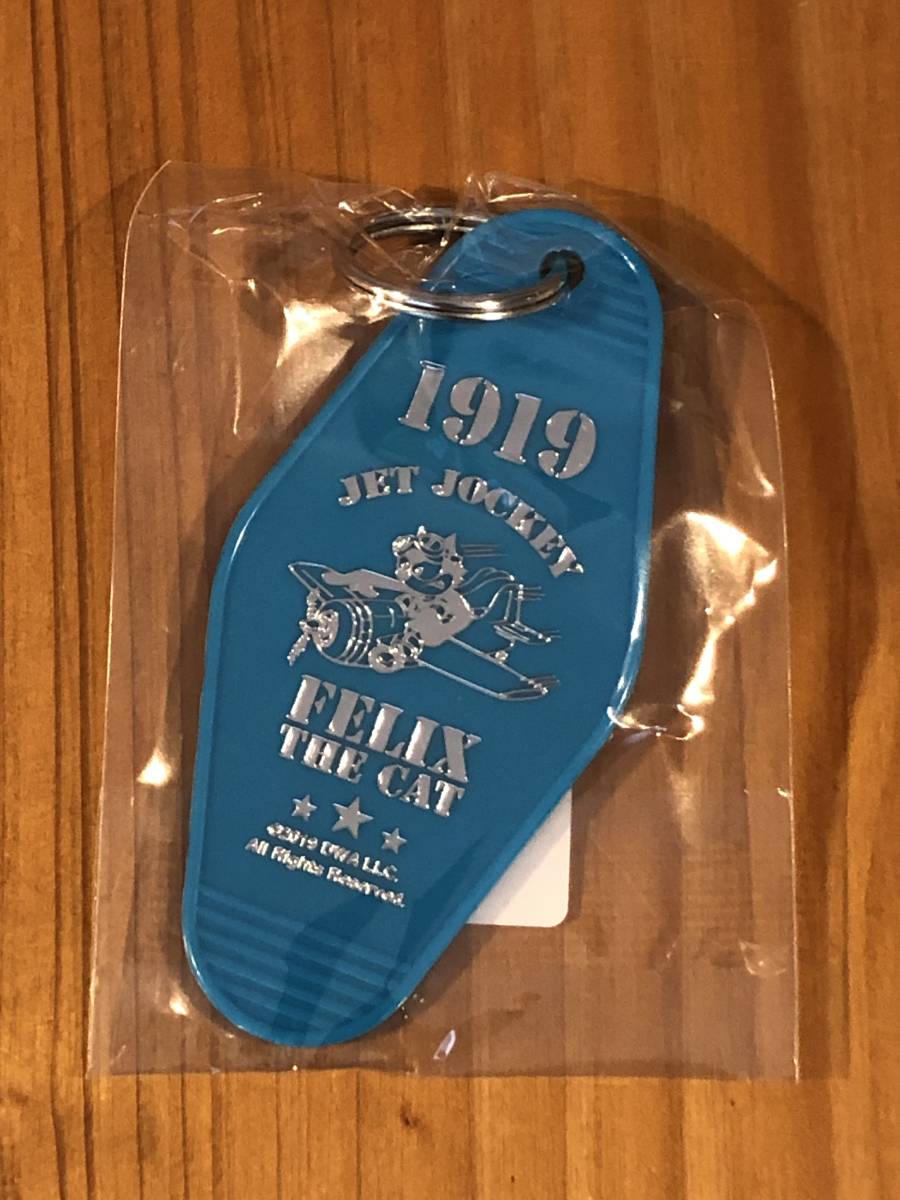 1919
JET JOCKEY
FELIX
THE CAT
©2019 DWA LLC.
All Rights Reserved.